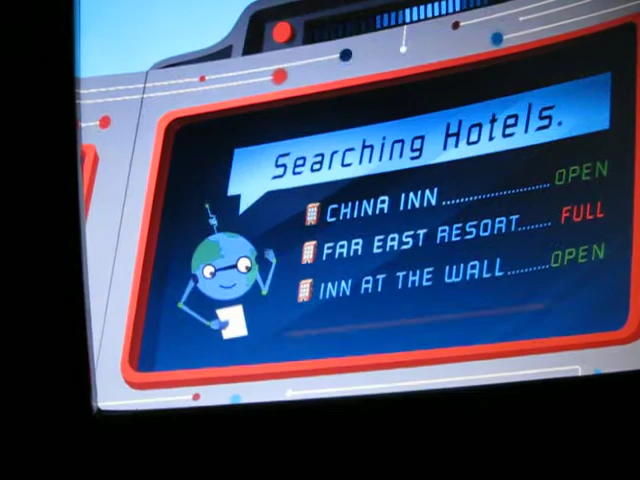 Searching Hotels.
CHINA INN.................... OPEN
FAR EAST RESORT....... FULL
INN AT THE WALL.........OPEN